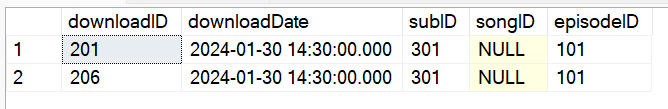 downloadID downloadDate subID songID episodeID
1 201 2024-01-30 14:30:00.000 301 NULL 101
2 206 2024-01-30 14:30:00.000 301 NULL 101